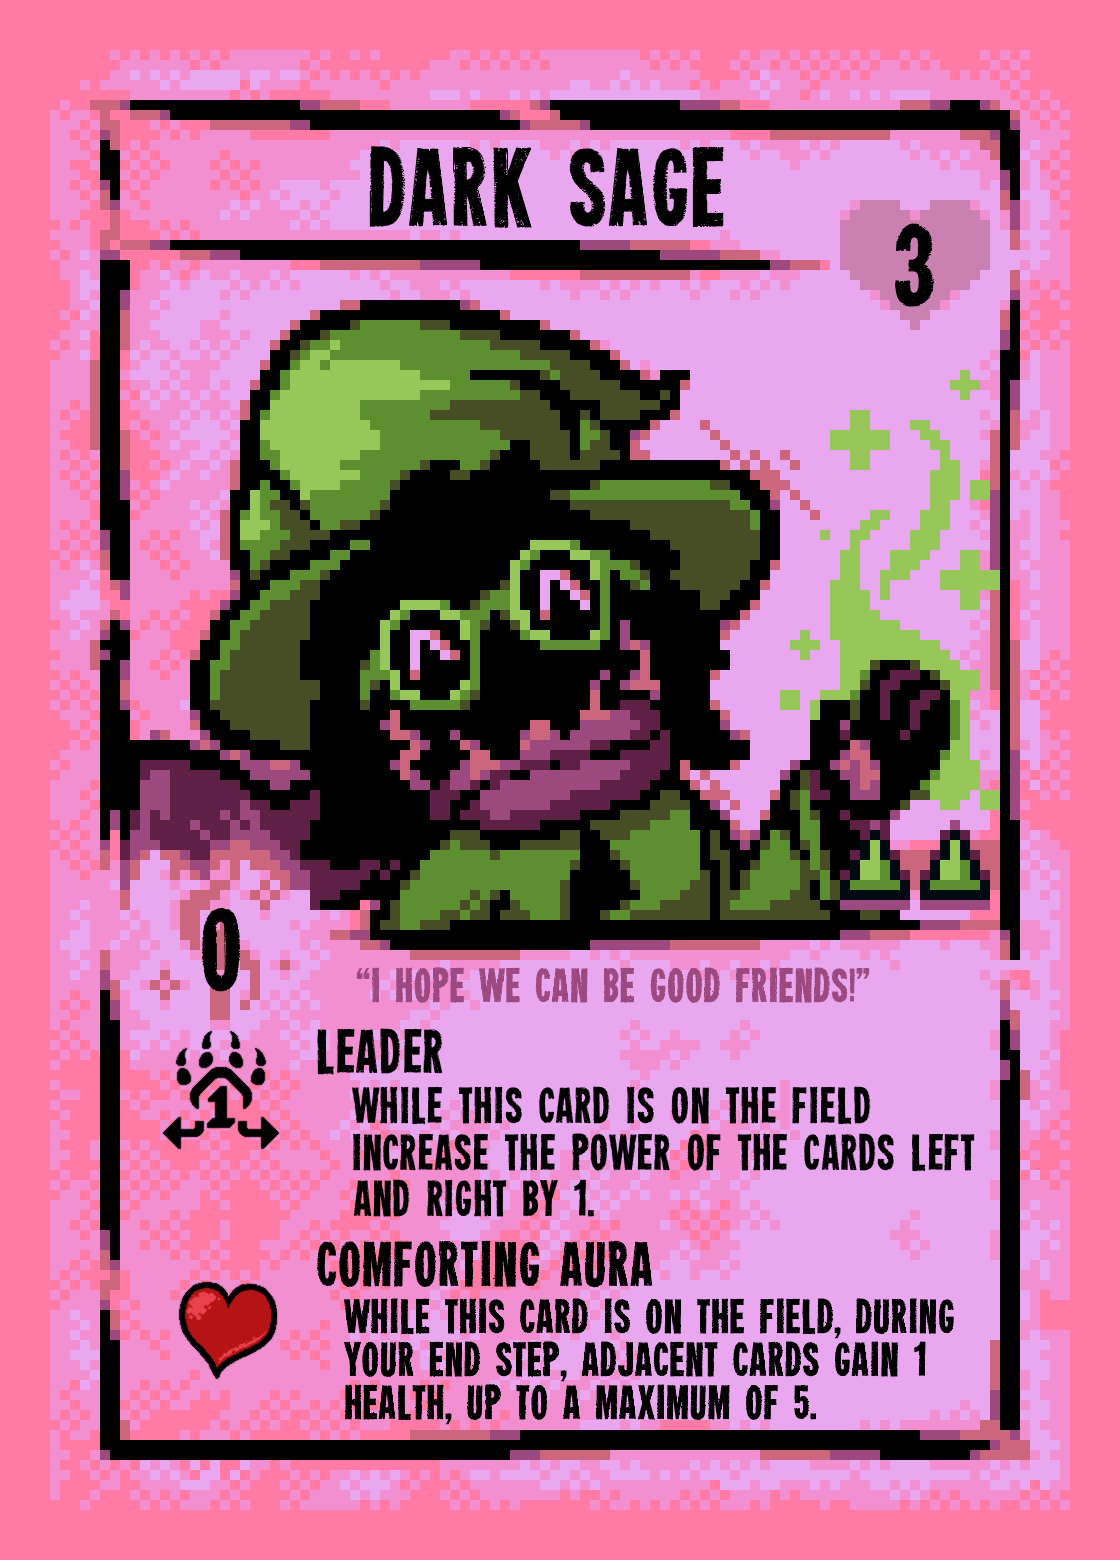 DARK SAGE
3
0
“I HOPE WE CAN BE GOOD FRIENDS!”
LEADER
1
WHILE THIS CARD IS ON THE FIELD
INCREASE THE POWER OF THE CARDS LEFT
AND RIGHT BY 1.
COMFORTING AURA
WHILE THIS CARD IS ON THE FIELD, DURING
YOUR END STEP, ADJACENT CARDS GAIN 1
HEALTH, UP TO A MAXIMUM OF 5.